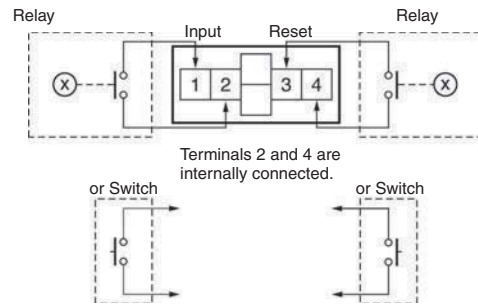 Relay
Relay
Input
Reset
X
1
2
3
4
X
Terminals 2 and 4 are
internally connected.
or Switch
or Switch